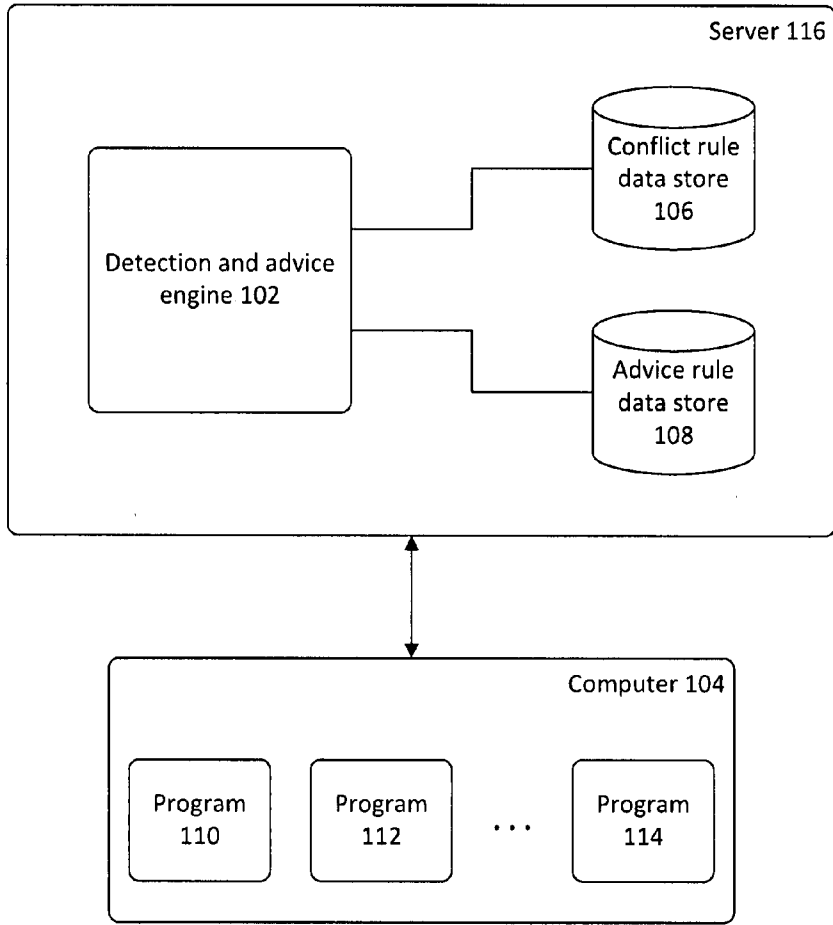 Server 116
Conflict rule
data store
106
Detection and advice
engine 102
Advice rule
data store
108
Computer 104
Program
110
Program
112
...
Program
114